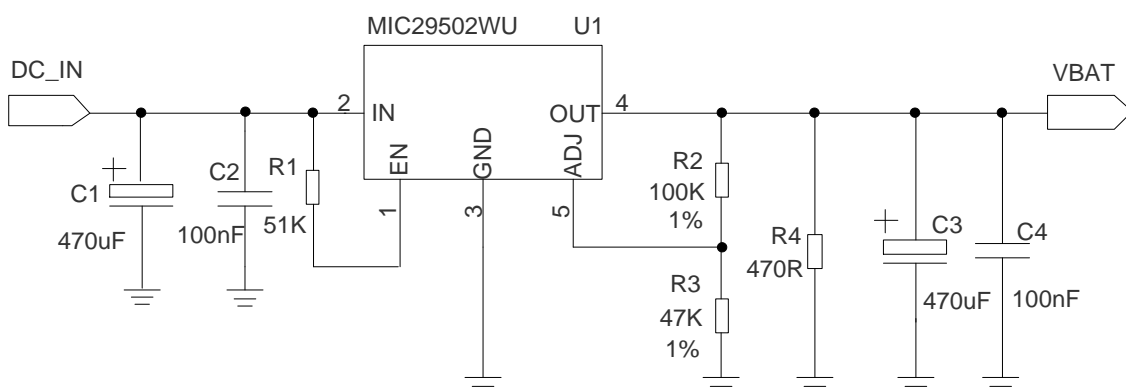 MIC29502WU U1
DC_IN
VBAT
2 IN
OUT 4
EN
GND
ADJ
1
3
5
C1
470uF
C2
100nF
R1
51K
R2
100K
1%
R3
47K
1%
R4
470R
C3
470uF
C4
100nF